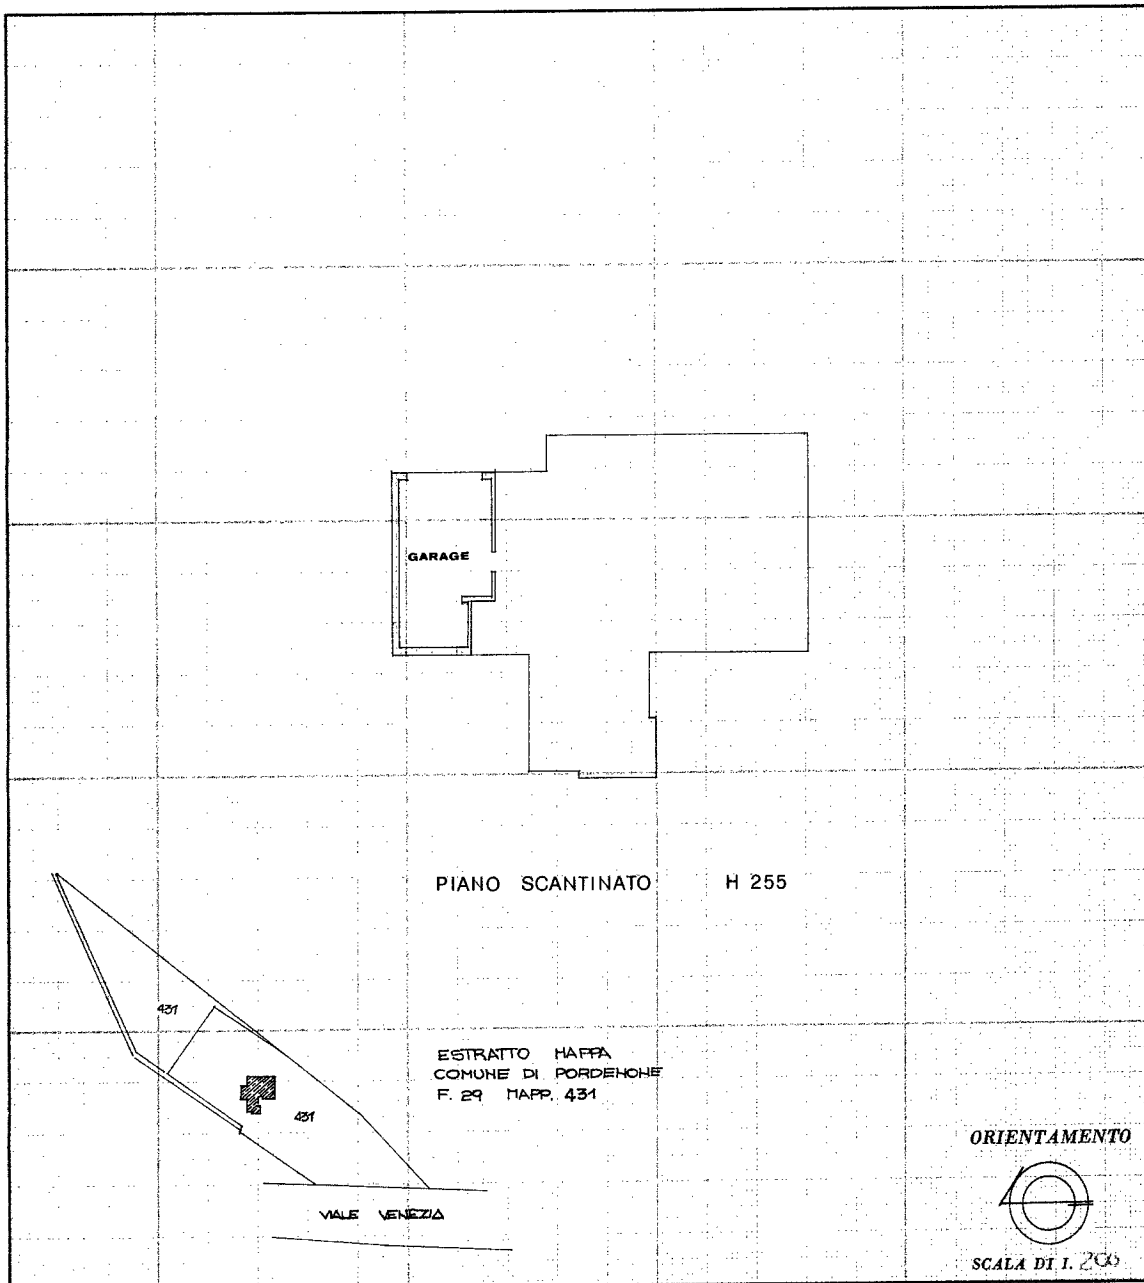 GARAGE
PIANO SCANTINATO H 255
431
ESTRATTO MAPPA
COMUNE DI PORDENONE
F. 29 MAPP. 431
431
VIALE VENEZIA
ORIENTAMENTO
SCALA DI 1. 200